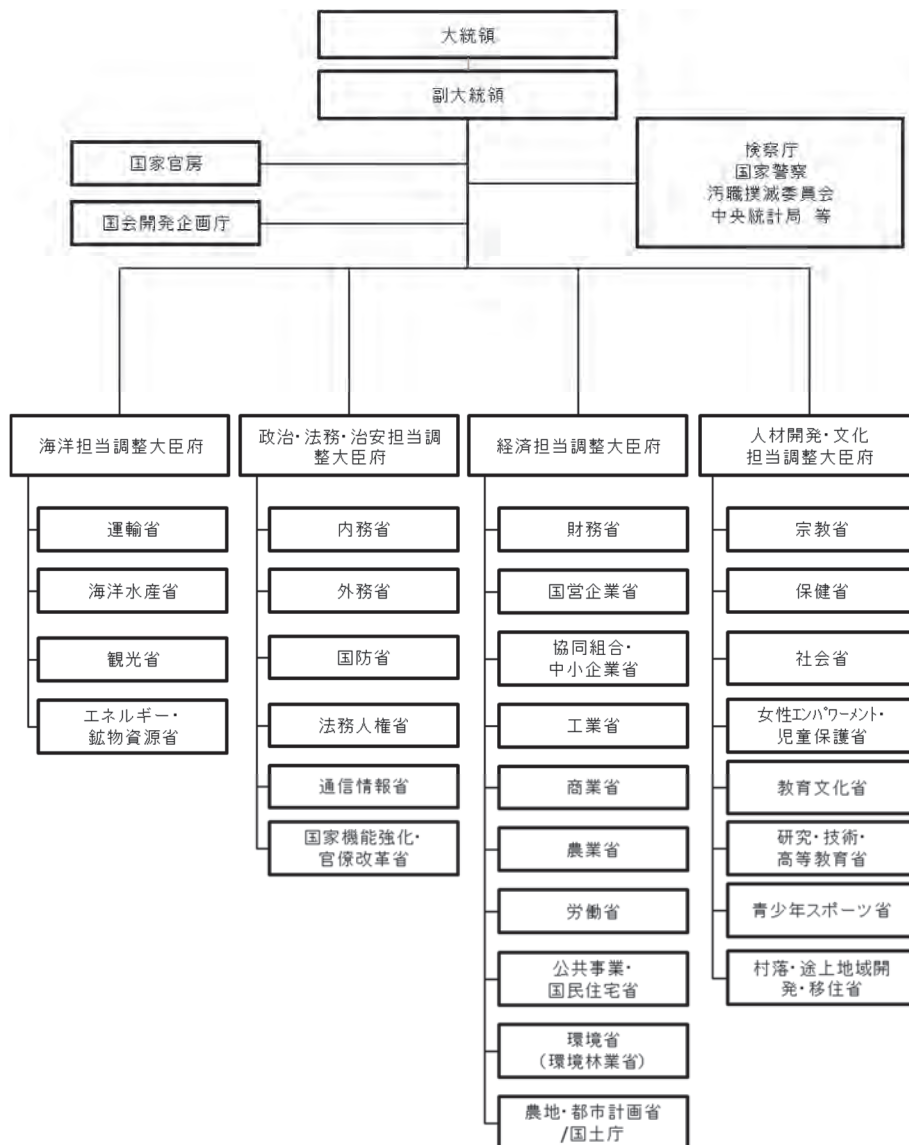 大統領
副大統領
国家官房
国会開発企画庁
検察庁
国家警察
汚職撲滅委員会
中央統計局 等
海洋担当調整大臣府
運輸省
海洋水産省
観光省
エネルギー・
鉱物資源省
政治・法務・治安担当調
整大臣府
内務省
外務省
国防省
法務人権省
通信情報省
国家機能強化・
官僚改革省
経済担当調整大臣府
財務省
国営企業省
協同組合・
中小企業省
工業省
商業省
農業省
労働省
公共事業・
国民住宅省
環境省
(環境林業省)
農地・都市計画省
/国土庁
人材開発・文化
担当調整大臣府
宗教省
保健省
社会省
女性ｴﾝﾊﾟﾜｰﾒﾝﾄ・
児童保護省
教育文化省
研究・技術・
高等教育省
青少年スポーツ省
村落・途上地域開
発・移住省